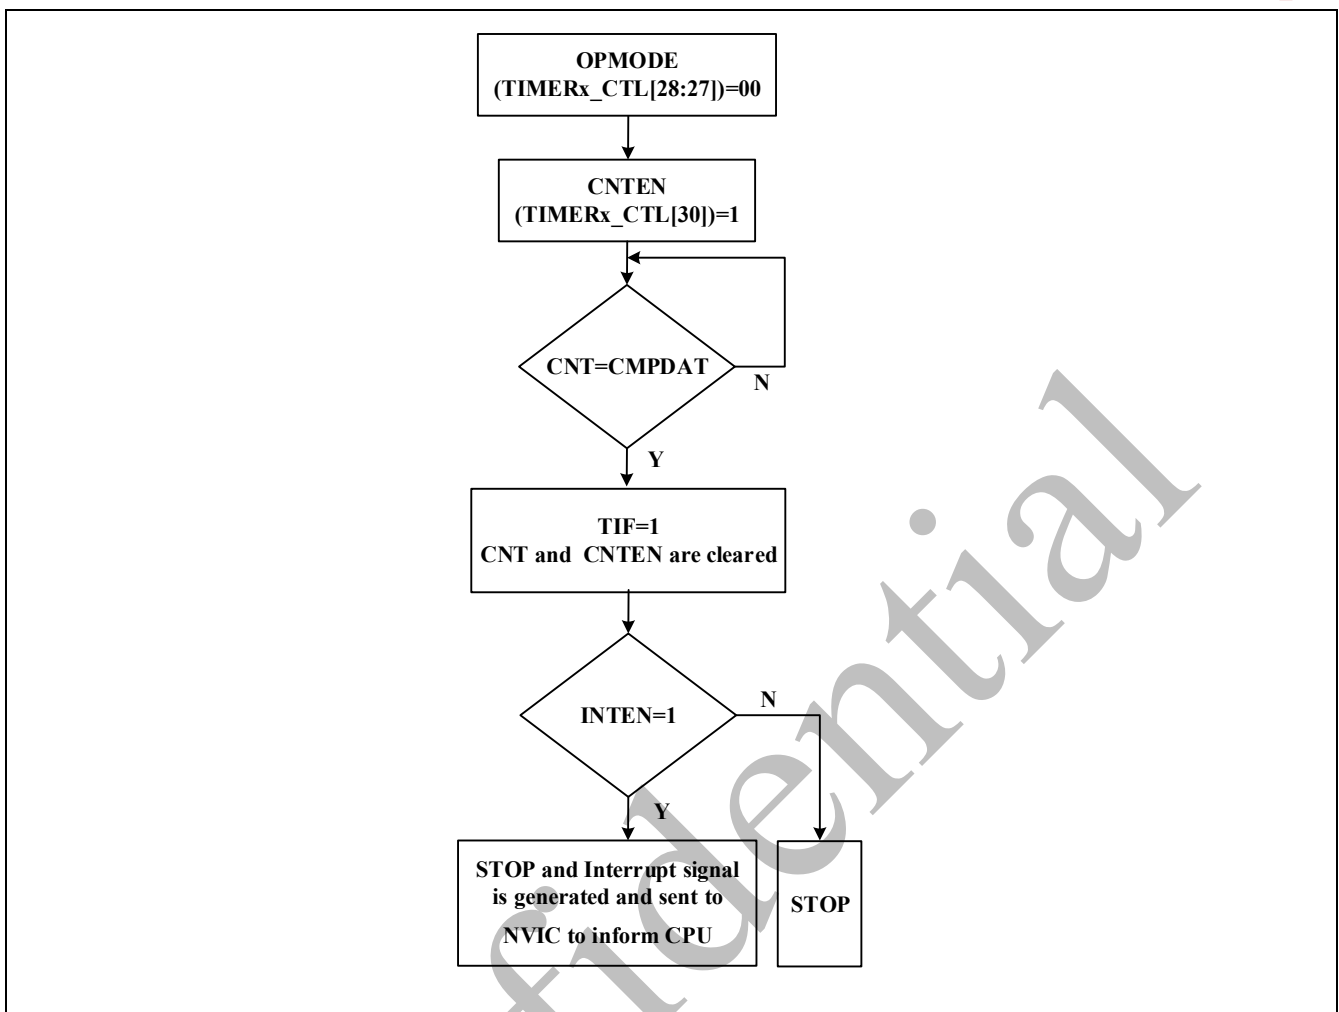 OPMODE
(TIMERx_CTL[28:27])=00
CNTEN
(TIMERx_CTL[30])=1
CNT=CMPDAT
N
Y
TIF=1
CNT and CNTEN are cleared
INTEN=1
N
Y
STOP and Interrupt signal
is generated and sent to
NVIC to inform CPU
STOP
fidential